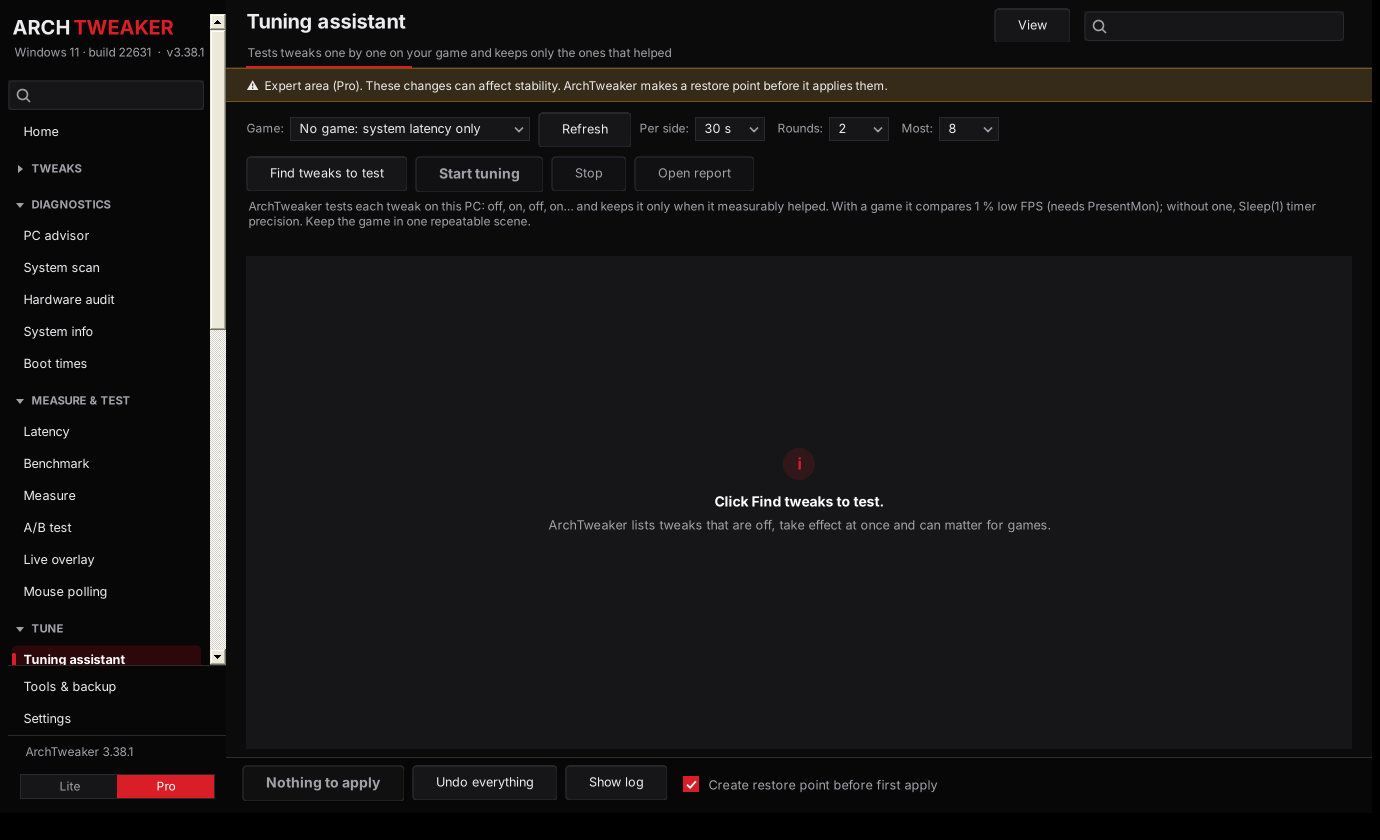 ARCH TWEAKER
Windows 11 · build 22631 · v3.38.1
Home
TWEAKS
DIAGNOSTICS
PC advisor
System scan
Hardware audit
System info
Boot times
MEASURE & TEST
Latency
Benchmark
Measure
A/B test
Live overlay
Mouse polling
TUNE
Tuning assistant
Tools & backup
Settings
ArchTweaker 3.38.1
Lite Pro
Tuning assistant
View
Tests tweaks one by one on your game and keeps only the ones that helped
Expert area (Pro). These changes can affect stability. ArchTweaker makes a restore point before it applies them.
Game: No game: system latency only Refresh Per side: 30 s Rounds: 2 Most: 8
Find tweaks to test Start tuning Stop Open report
ArchTweaker tests each tweak on this PC: off, on, off, on... and keeps it only when it measurably helped. With a game it compares 1 % low FPS (needs PresentMon); without one, Sleep(1) timer
precision. Keep the game in one repeatable scene.
i
Click Find tweaks to test.
ArchTweaker lists tweaks that are off, take effect at once and can matter for games.
Nothing to apply Undo everything Show log Create restore point before first apply